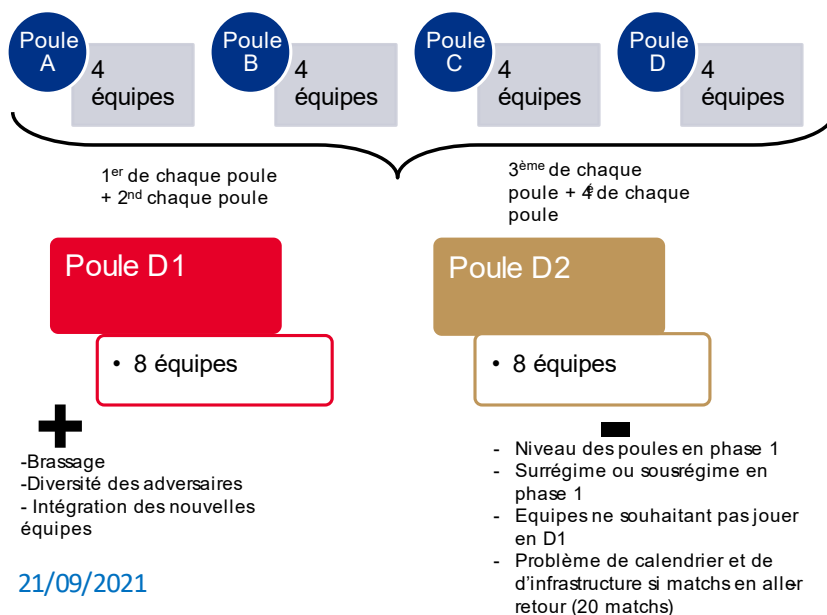 Poule
A
4
équipes
Poule
B
4
équipes
Poule
C
4
équipes
Poule
D
4
équipes
1er de chaque poule
+ 2nd chaque poule
3ème de chaque
poule + 4è de chaque
poule
Poule D1
• 8 équipes
Poule D2
• 8 équipes
-Brassage
-Diversité des adversaires
- Intégration des nouvelles
équipes
- Niveau des poules en phase 1
- Surrégime ou sous-régime en
phase 1
- Equipes ne souhaitant pas jouer
en D1
- Problème de calendrier et de
d'infrastructure si matchs en aller-
retour (20 matchs)
21/09/2021